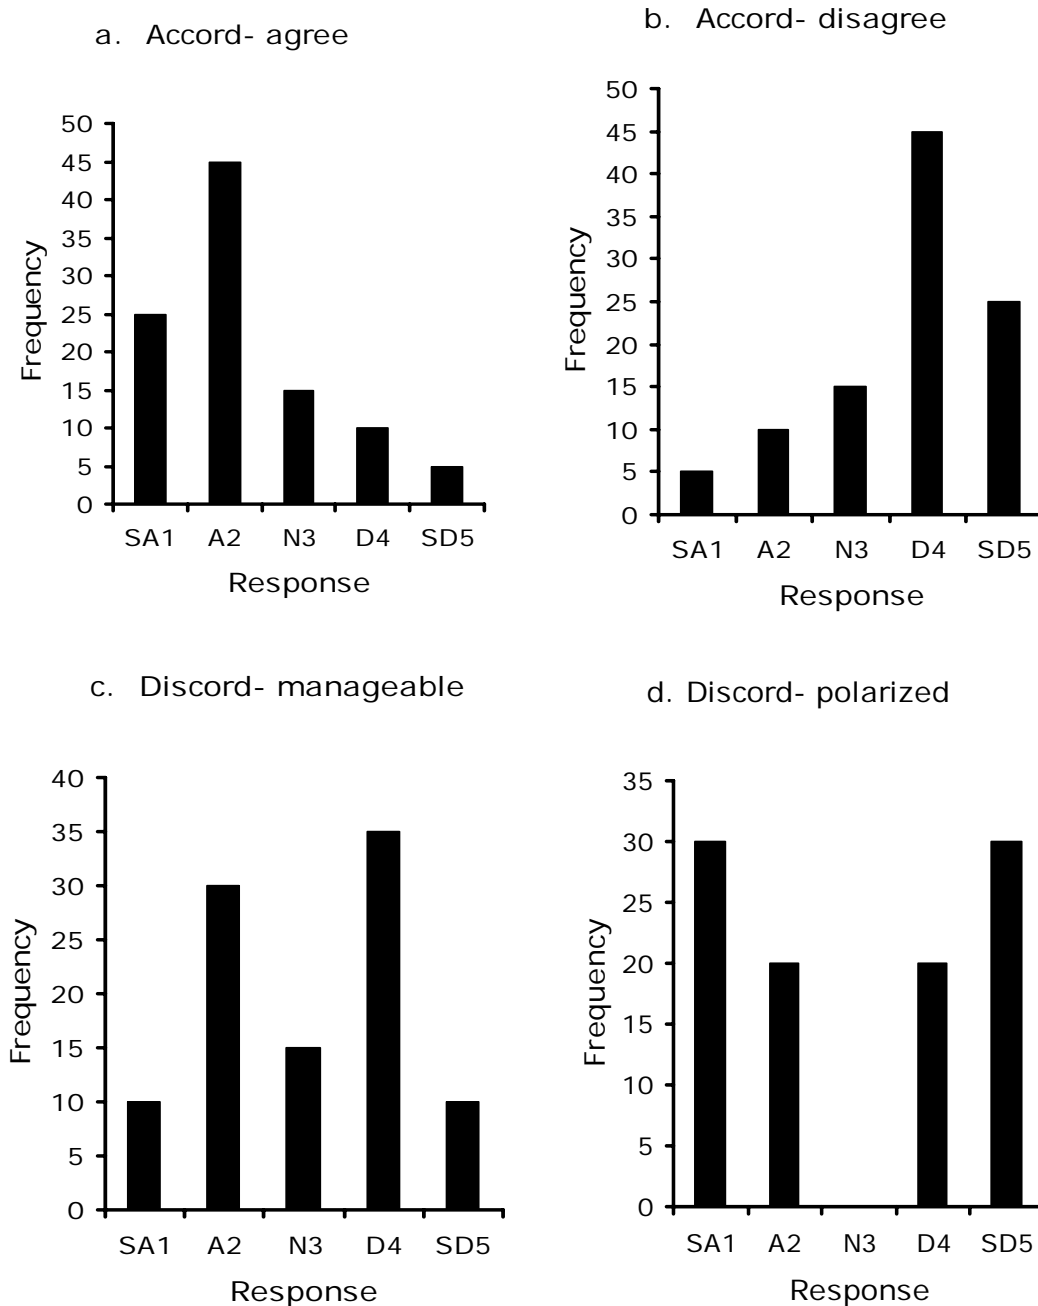 a. Accord- agree
50
45
40
35
30
25
20
15
10
5
0
Frequency
SA1 A2 N3 D4 SD5
Response
b. Accord- disagree
50
45
40
35
30
25
20
15
10
5
0
Frequency
SA1 A2 N3 D4 SD5
Response
c. Discord- manageable
40
35
30
25
20
15
10
5
0
Frequency
SA1 A2 N3 D4 SD5
Response
d. Discord- polarized
35
30
25
20
15
10
5
0
Frequency
SA1 A2 N3 D4 SD5
Response